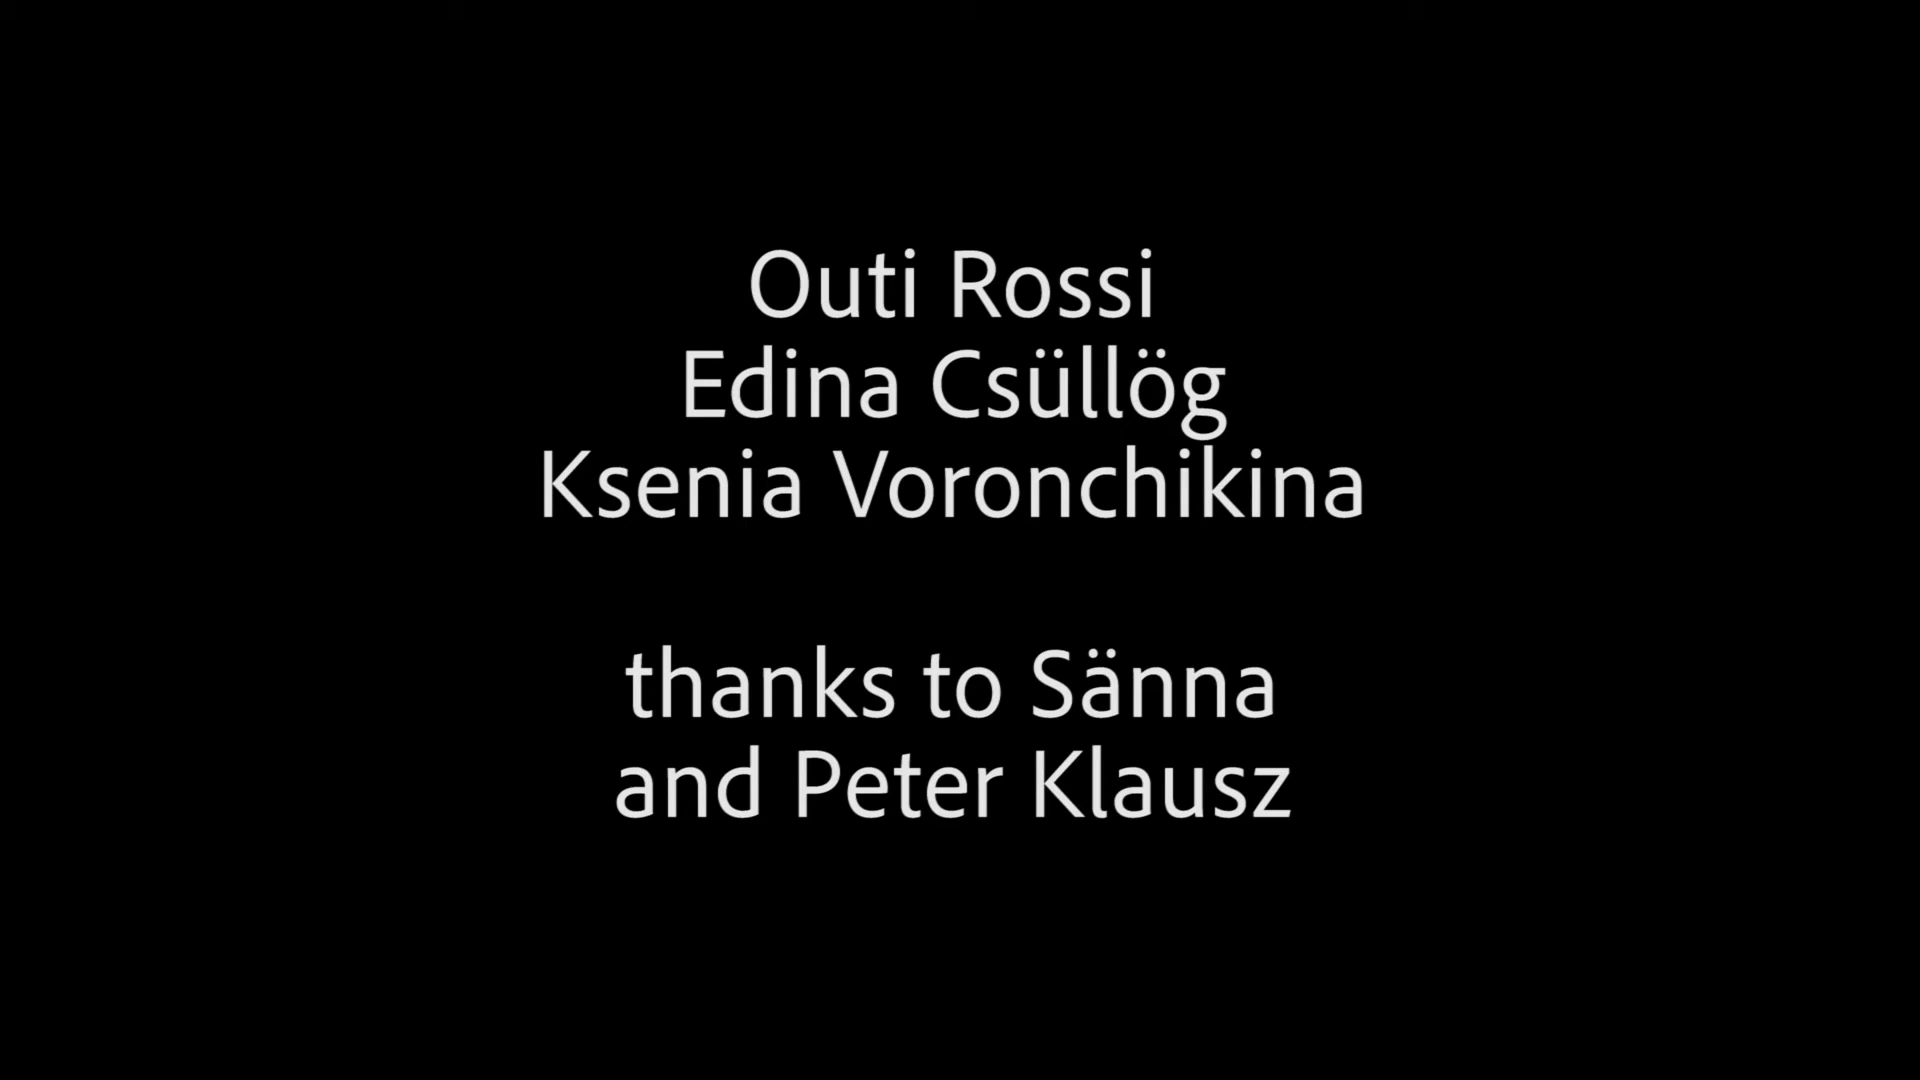 Outi Rossi
Edina Csüllög
Ksenia Voronchikina
thanks to Sänna
and Peter Klausz